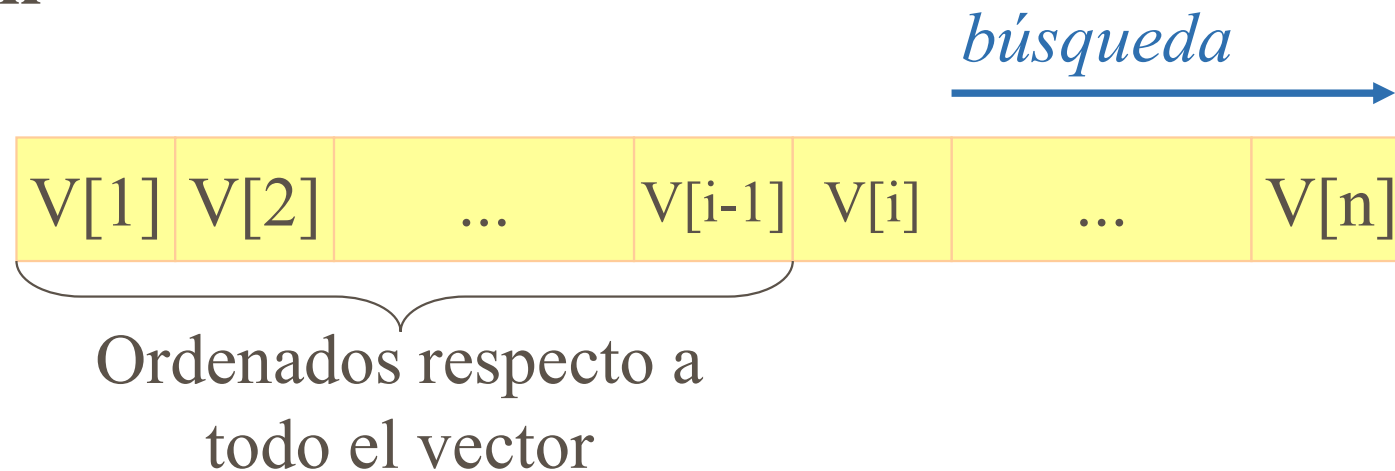 búsqueda
V[1] V[2] ... V[i-1] V[i] ... V[n]
Ordenados respecto a
todo el vector